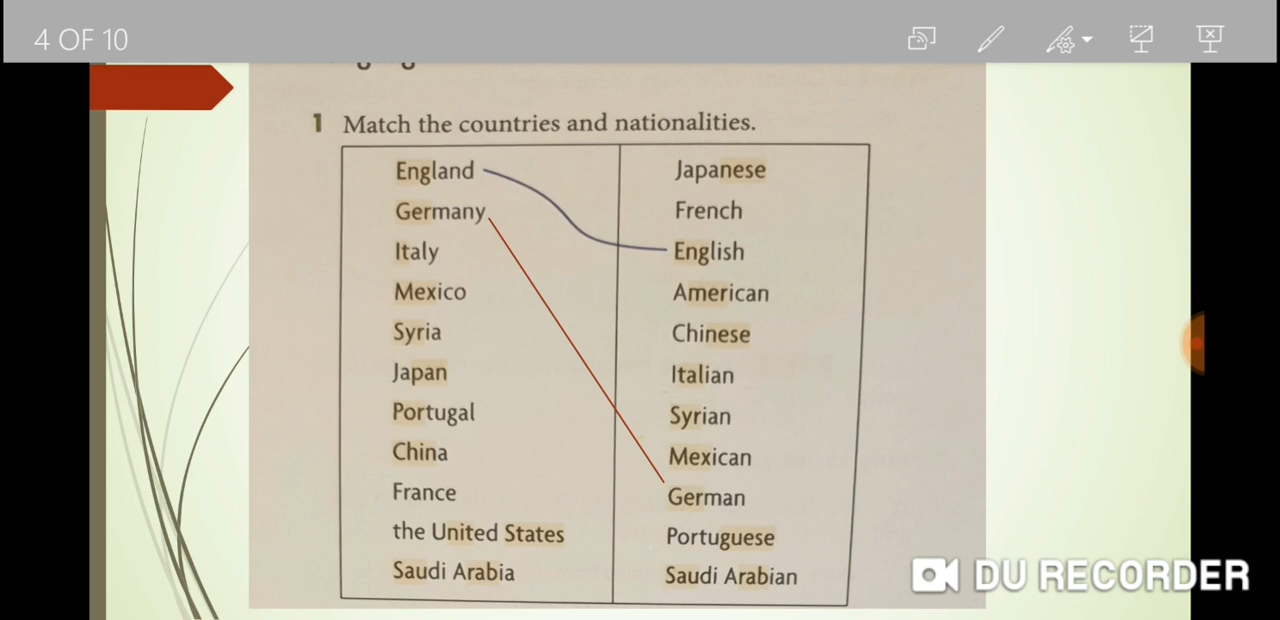 4 OF 10
1 Match the countries and nationalities.
England Japanese
Germany French
Italy English
Mexico American
Syria Chinese
Japan Italian
Portugal Syrian
China Mexican
France German
the United States Portuguese
Saudi Arabia Saudi Arabian
DU RECORDER